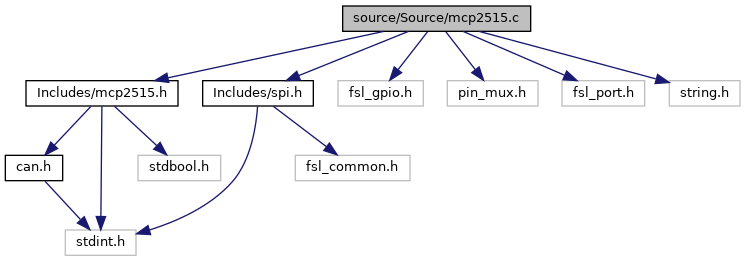 source/Source/mcp2515.c
Includes/mcp2515.h
Includes/spi.h
fsl_gpio.h
pin_mux.h
fsl_port.h
string.h
can.h
stdbool.h
fsl_common.h
stdint.h